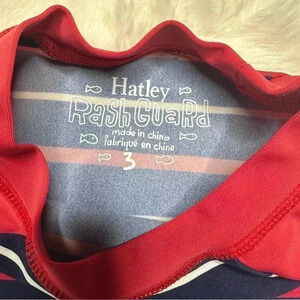 Hatley
RashGuaRd
made in china
fabriqué en chine
3